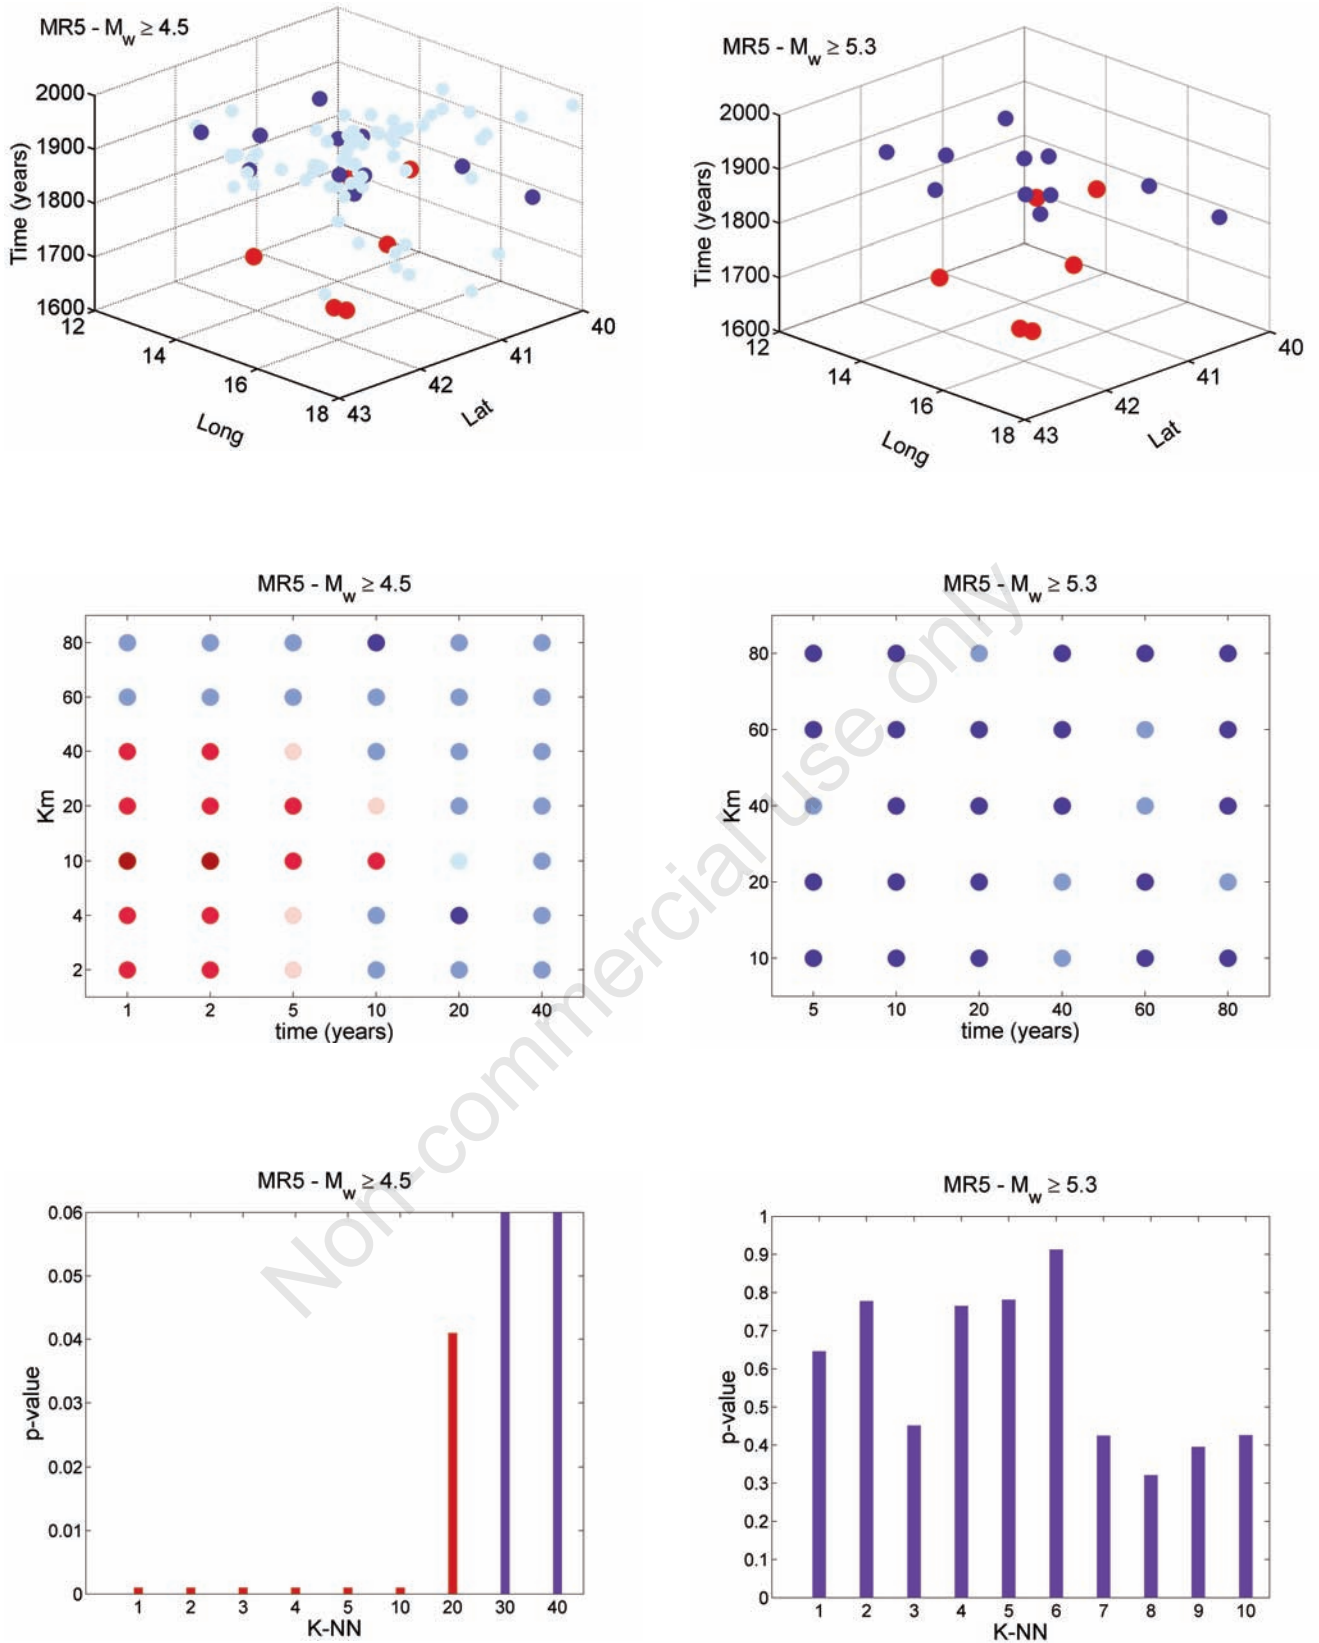 MR5 - Mw ≥ 4.5
2000
1900
1800
1700
1600
Time (years)
12
14
16
18
Long
43
42
41
40
Lat
MR5 - Mw ≥ 5.3
2000
1900
1800
1700
1600
Time (years)
12
14
16
18
Long
43
42
41
40
Lat
MR5 - Mw ≥ 4.5
80
60
40
20
10
4
2
Km
1 2 5 10 20 40
time (years)
MR5 - Mw ≥ 5.3
80
60
40
20
10
Km
5 10 20 40 60 80
time (years)
MR5 - Mw ≥ 4.5
0.06
0.05
0.04
0.03
0.02
0.01
0
p-value
1 2 3 4 5 10 20 30 40
K-NN
MR5 - Mw ≥ 5.3
1
0.9
0.8
0.7
0.6
0.5
0.4
0.3
0.2
0.1
0
p-value
1 2 3 4 5 6 7 8 9 10
K-NN
Non-commercial use only